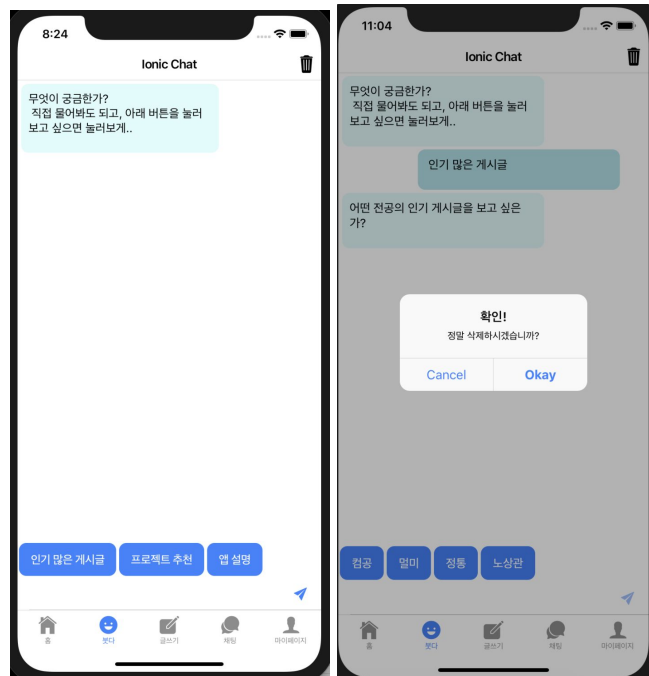 8:24
Ionic Chat
무엇이 궁금한가?
직접 물어봐도 되고, 아래 버튼을 눌러
보고 싶으면 눌러보게..
인기 많은 게시글
프로젝트 추천
앱 설명
홈
봇다
글쓰기
채팅
마이페이지
11:04
Ionic Chat
무엇이 궁금한가?
직접 물어봐도 되고, 아래 버튼을 눌러
보고 싶으면 눌러보게..
인기 많은 게시글
어떤 전공의 인기 게시글을 보고 싶은
가?
확인!
정말 삭제하시겠습니까?
Cancel
Okay
컴공
멀미
정통
노상관
홈
봇다
글쓰기
채팅
마이페이지